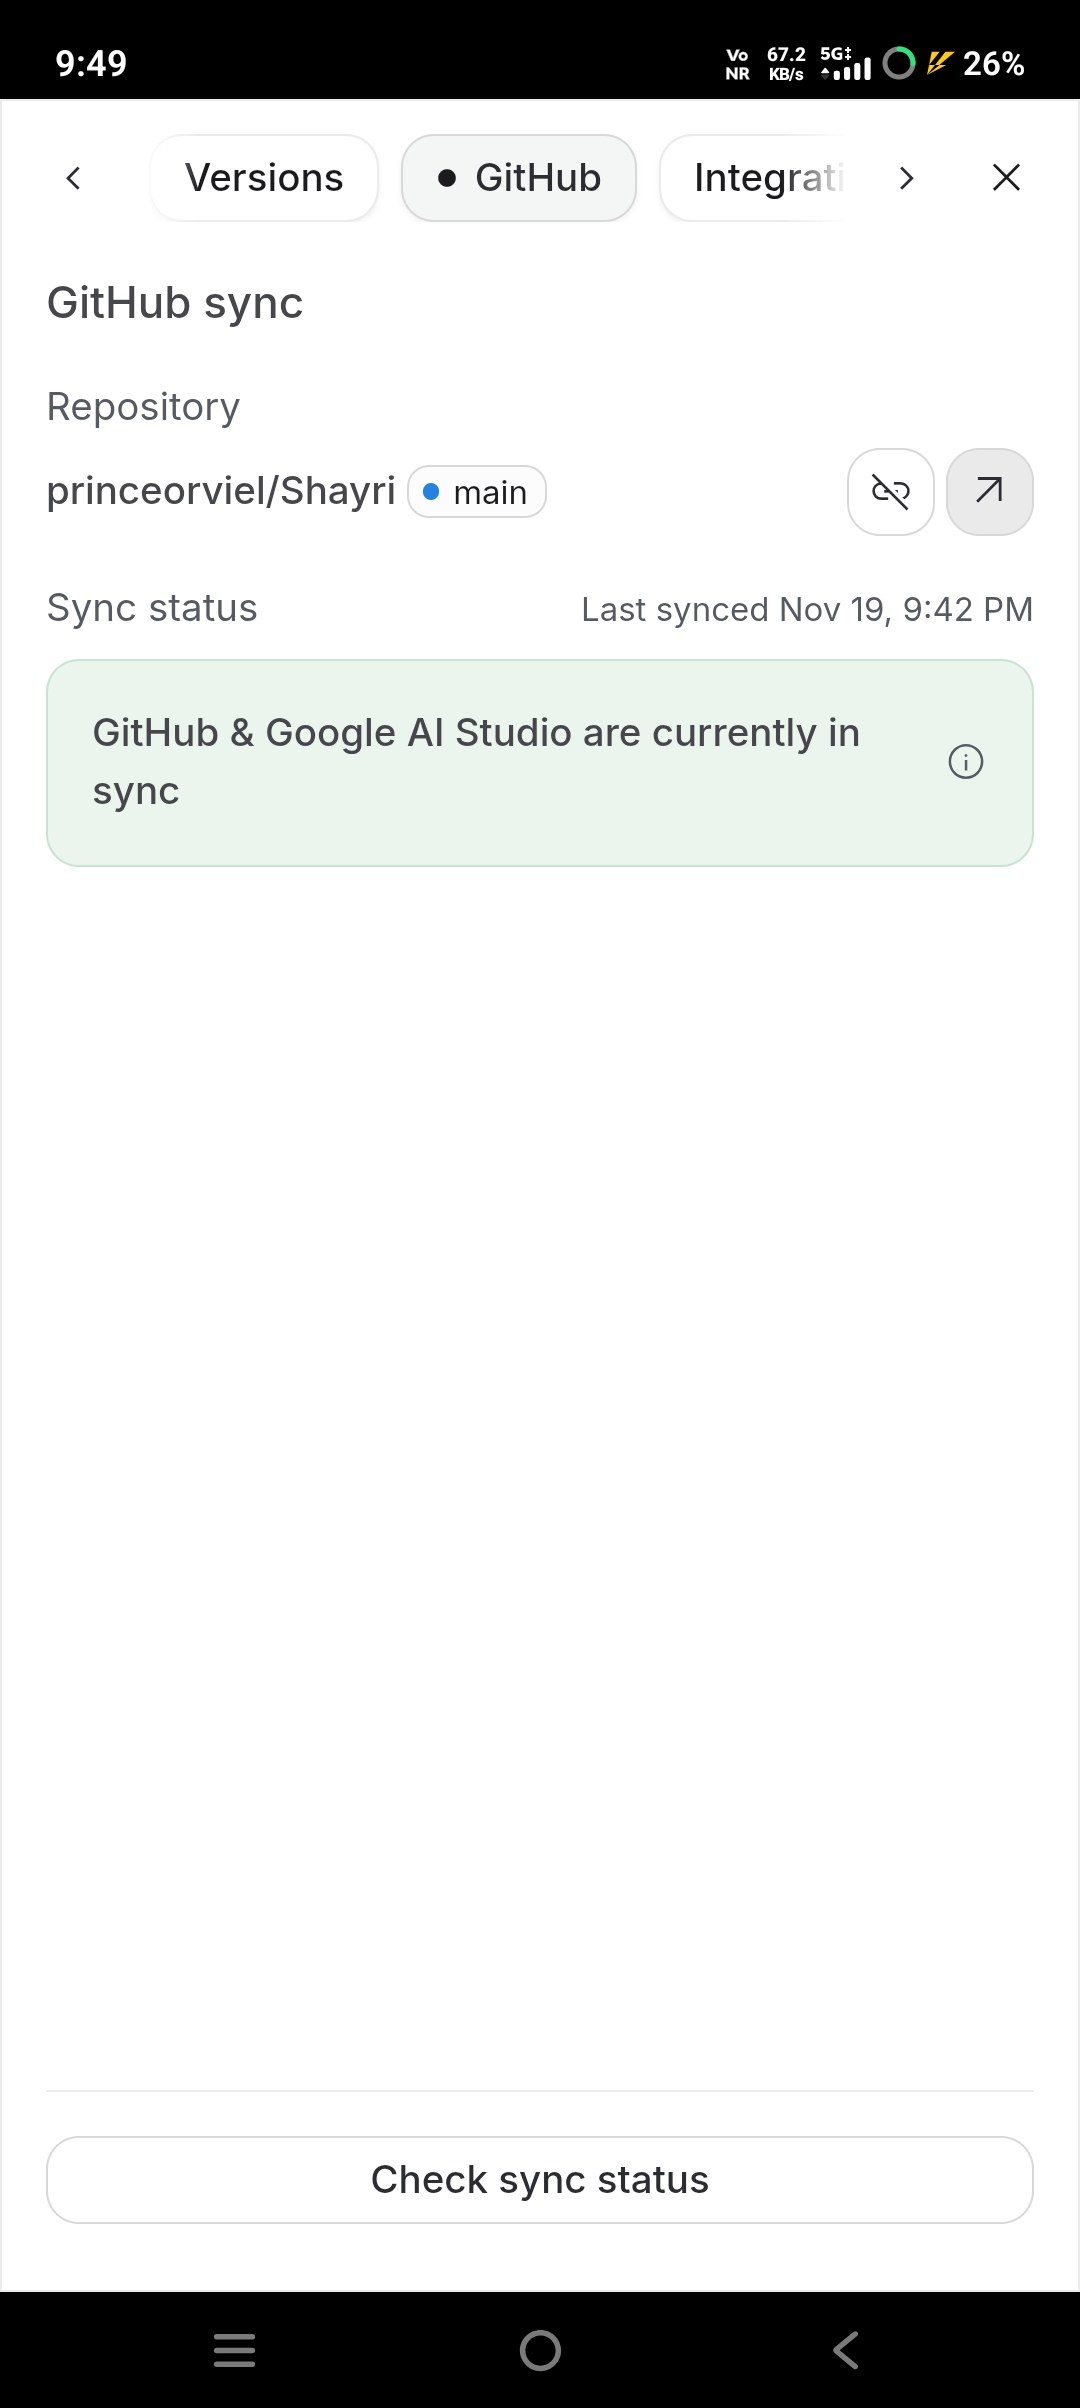 9:49
Vo NR 67.2 KB/s 5G 26%
Versions GitHub Integrati
GitHub sync
Repository
princeorviel/Shayri main
Sync status Last synced Nov 19, 9:42 PM
GitHub & Google AI Studio are currently in
sync
Check sync status